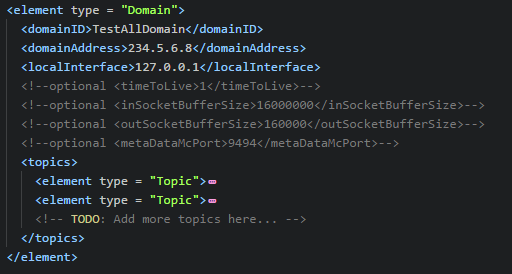 <element type = "Domain">
<domainID>TestAllDomain</domainID>
<domainAddress>234.5.6.8</domainAddress>
<localInterface>127.0.0.1</localInterface>
<!--optional <timeToLive>1</timeToLive>-->
<!--optional <inSocketBufferSize>16000000</inSocketBufferSize>-->
<!--optional <outSocketBufferSize>160000</outSocketBufferSize>-->
<!--optional <metaDataMcPort>9494</metaDataMcPort>-->
<topics>
<element type = "Topic">
<element type = "Topic">
<!-- TODO: Add more topics here... -->
</topics>
</element>